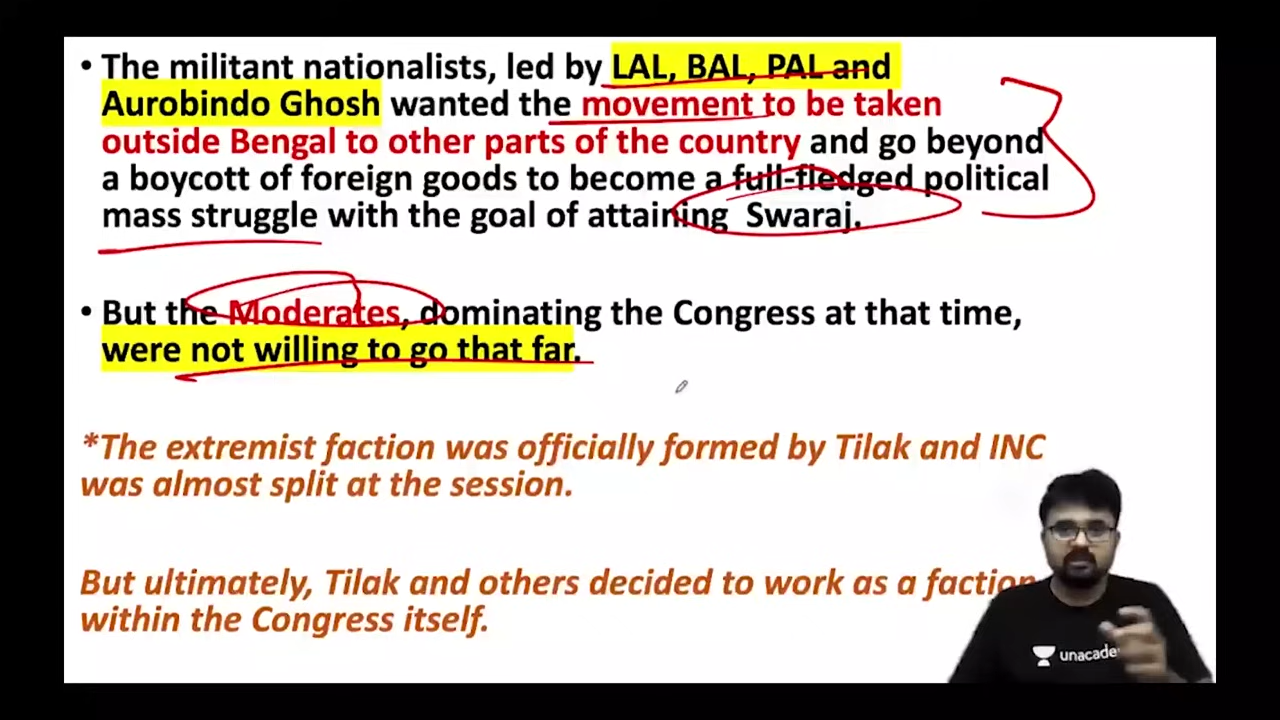 • The militant nationalists, led by LAL, BAL, PAL and
Aurobindo Ghosh wanted the movement to be taken
outside Bengal to other parts of the country and go beyond
a boycott of foreign goods to become a full-fledged political
mass struggle with the goal of attaining Swaraj.
• But the Moderates, dominating the Congress at that time,
were not willing to go that far.
*The extremist faction was officially formed by Tilak and INC
was almost split at the session.
But ultimately, Tilak and others decided to work as a faction
within the Congress itself.
unacade